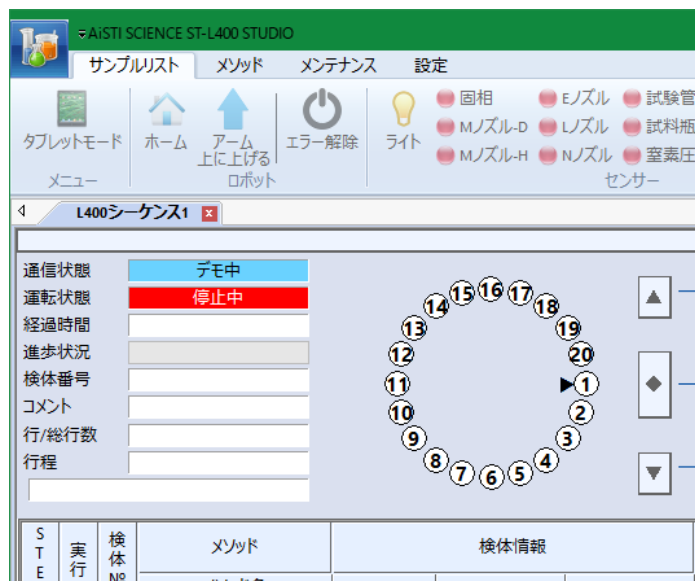 AiSTI SCIENCE ST-L400 STUDIO
サンプルリスト メソッド メンテナンス 設定
固相 Eノズル 試験管
Mノズル-D Lノズル 試料瓶
Mノズル-H Nノズル 窒素圧
タブレットモード ホーム アーム 上に上げる エラー解除 ライト
メニュー ロボット センサー
L400シーケンス1
通信状態 デモ中
運転状態 停止中
経過時間
進歩状況
検体番号
コメント
行/総行数
行程
16
15 17
14 18
13 19
12 20
11 1
10 2
9 3
8 4
7 6 5
STE 実行 検体№ メソッド 検体情報